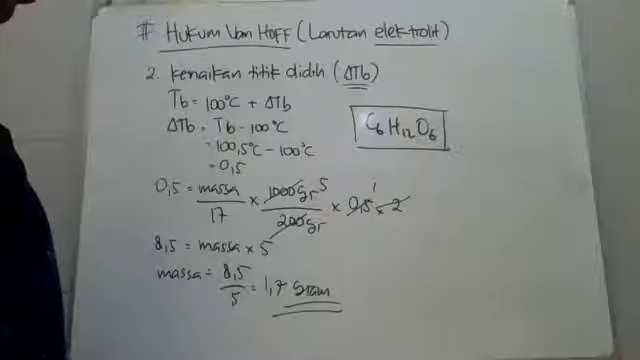 # Hukum Van Hoff (Larutan elektrolit)
2. kenaikan titik didih (ΔTb)
Tb = 100°C + ΔTb
ΔTb = Tb - 100°C
= 100,5°C - 100°C
= 0,5
C6H12O6
0,5 = massa/17 × 1000gr 5/200gr × 0,5 × 2 1
8,5 = massa × 5
massa = 8,5/5 = 1,7 gram